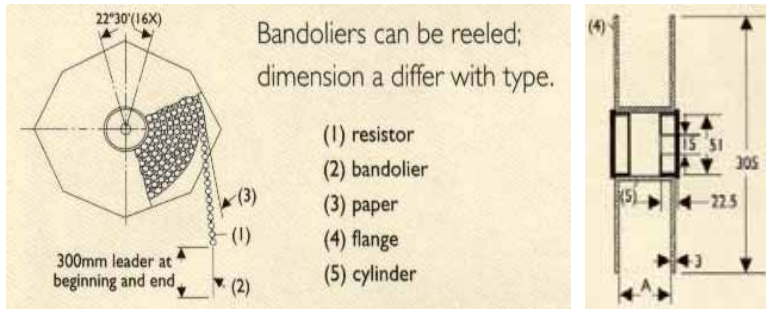 22°30'(16X)
Bandoliers can be reeled;
dimension a differ with type.
(1) resistor
(2) bandolier
(3) paper
(4) flange
(5) cylinder
(3)
(1)
300mm leader at
beginning and end
(2)
(4)
15
51
305
(5)
22.5
3
A